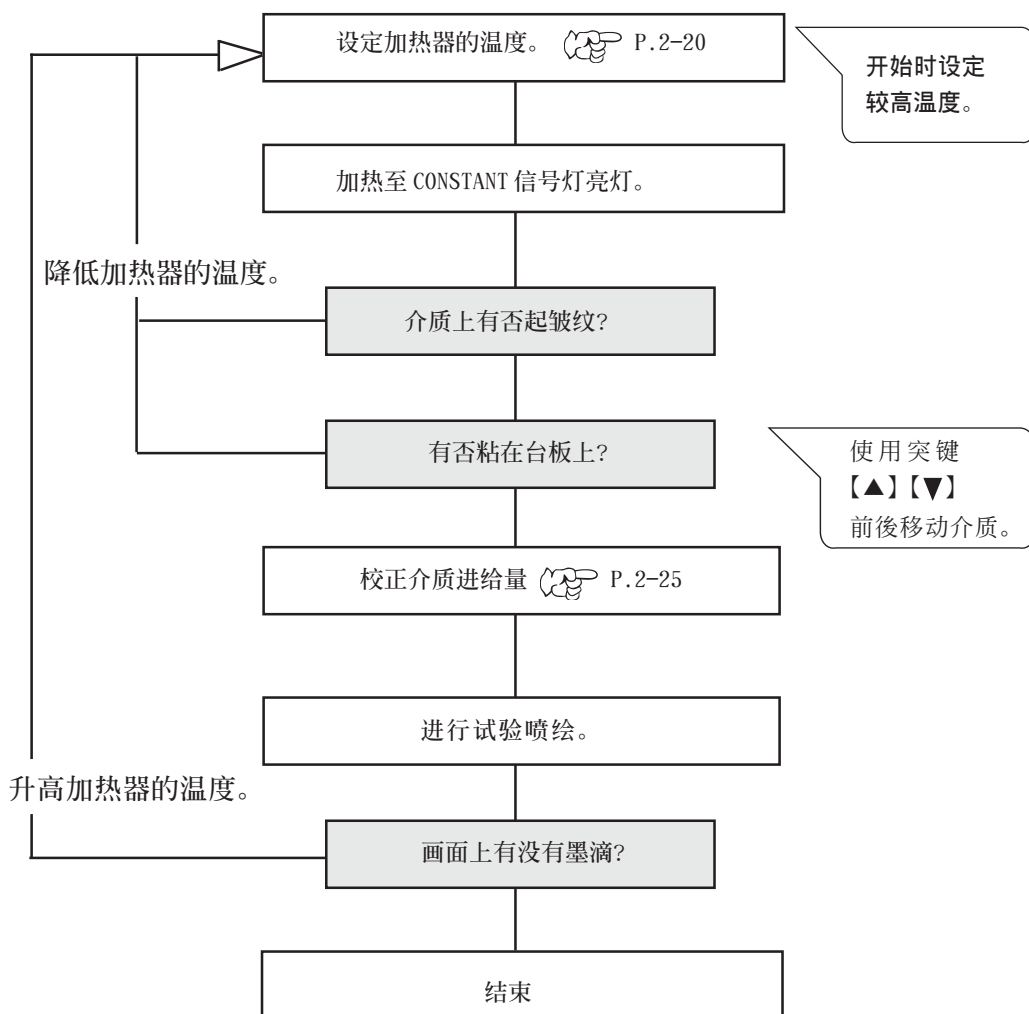 设定加热器的温度。 P.2-20
开始时设定
较高温度。
加热至 CONSTANT 信号灯亮灯。
降低加热器的温度。
介质上有否起皱纹?
有否粘在台板上?
使用突键
【▲】【▼】
前後移动介质。
校正介质进给量 P.2-25
进行试验喷绘。
升高加热器的温度。
画面上有没有墨滴?
结束